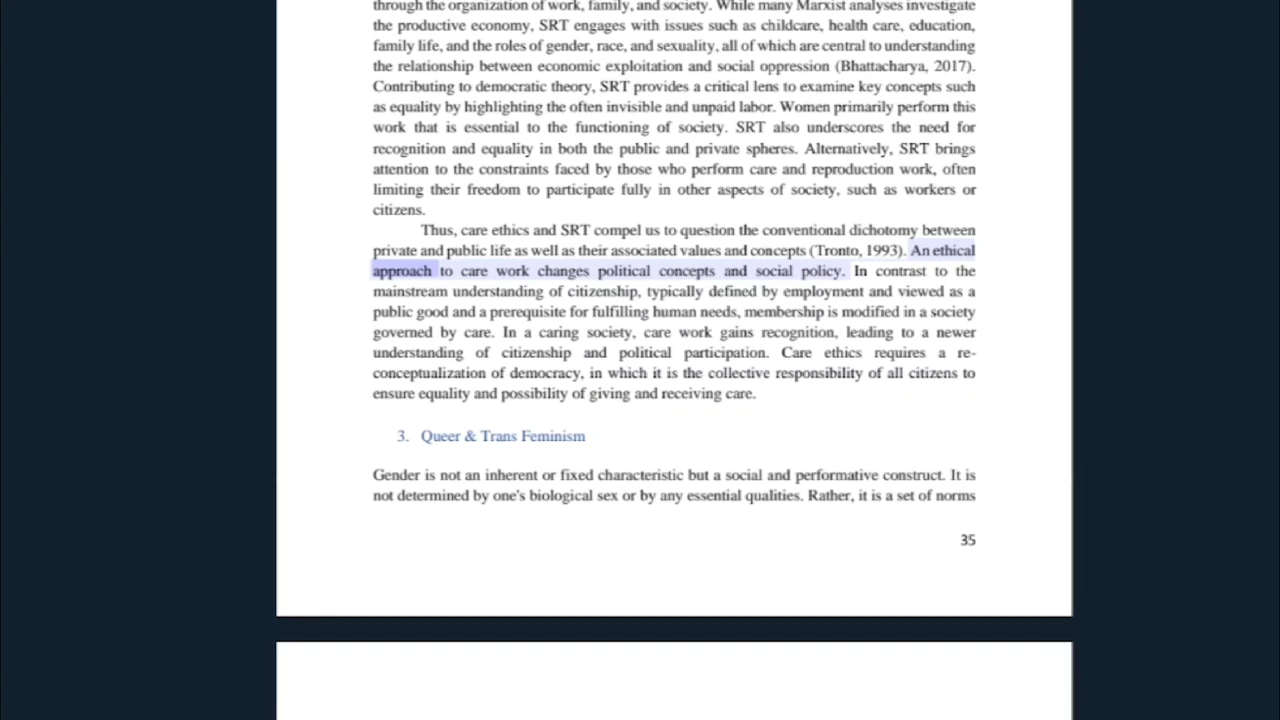 through the organization of work, family, and society. While many Marxist analyses investigate
the productive economy, SRT engages with issues such as childcare, health care, education,
family life, and the roles of gender, race, and sexuality, all of which are central to understanding
the relationship between economic exploitation and social oppression (Bhattacharya, 2017).
Contributing to democratic theory, SRT provides a critical lens to examine key concepts such
as equality by highlighting the often invisible and unpaid labor. Women primarily perform this
work that is essential to the functioning of society. SRT also underscores the need for
recognition and equality in both the public and private spheres. Alternatively, SRT brings
attention to the constraints faced by those who perform care and reproduction work, often
limiting their freedom to participate fully in other aspects of society, such as workers or
citizens.
Thus, care ethics and SRT compel us to question the conventional dichotomy between
private and public life as well as their associated values and concepts (Tronto, 1993). An ethical
approach to care work changes political concepts and social policy. In contrast to the
mainstream understanding of citizenship, typically defined by employment and viewed as a
public good and a prerequisite for fulfilling human needs, membership is modified in a society
governed by care. In a caring society, care work gains recognition, leading to a newer
understanding of citizenship and political participation. Care ethics requires a re-
conceptualization of democracy, in which it is the collective responsibility of all citizens to
ensure equality and possibility of giving and receiving care.
3. Queer & Trans Feminism
Gender is not an inherent or fixed characteristic but a social and performative construct. It is
not determined by one's biological sex or by any essential qualities. Rather, it is a set of norms
35